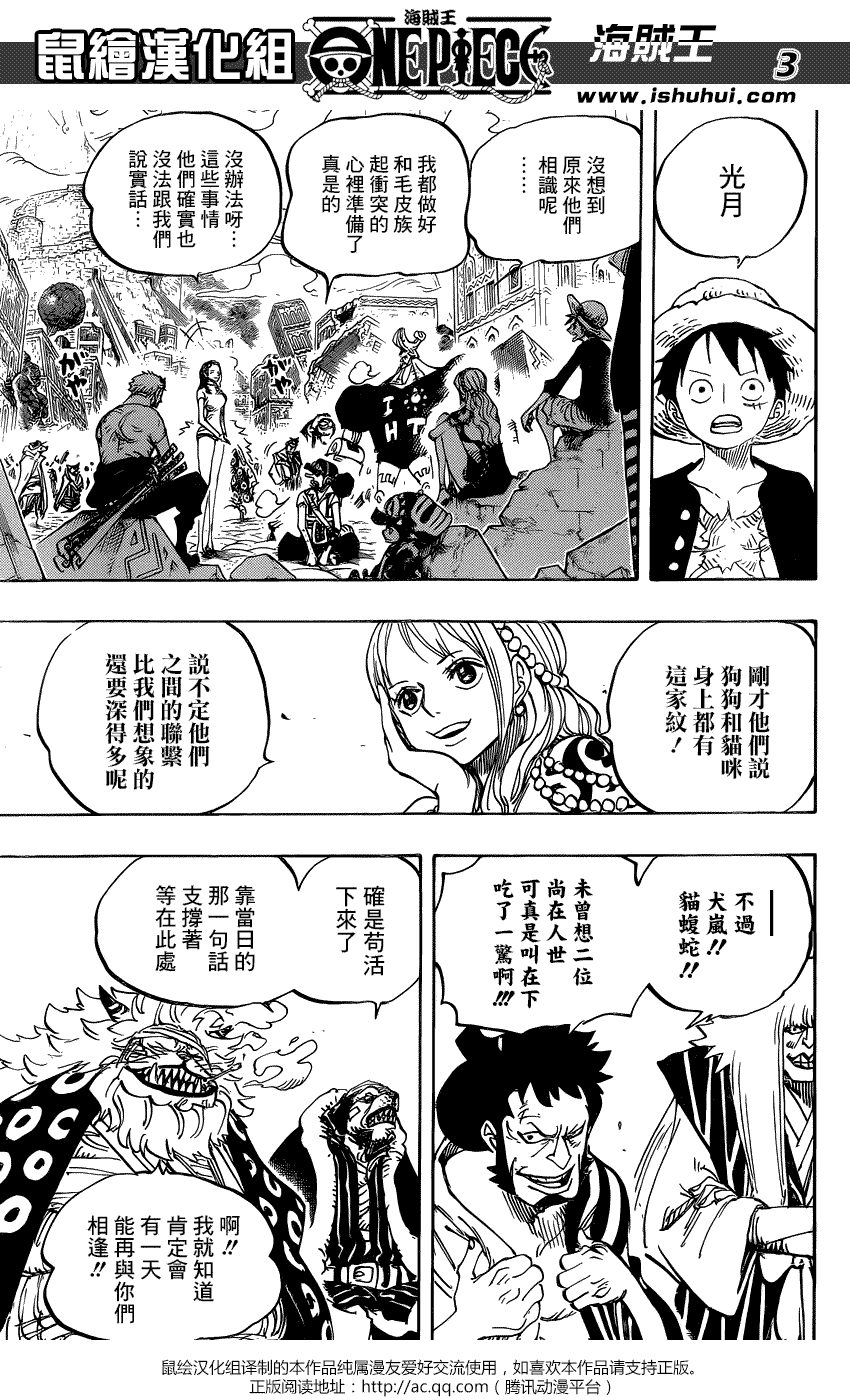 鼠繪漢化組
海賊王
ONE PIECE
海賊王
3
www.ishuhui.com
光月
沒想到
原來他們
相識呢
……
我都做好
和毛皮族
起衝突的
心裡準備了
真是的
沒辦法呀…
這些事情
他們確實也
沒法跟我們
說實話…
ガヤ
ガヤ
I
H T
剛才他們説
狗狗和貓咪
身上都有
這家紋!
説不定他們
之間的聯繫
比我們想象的
還要深得多呢
不過
—
犬嵐!!
貓蝮蛇!!
未曾想二位
尚在人世
可真是叫在下
吃了一驚啊!!!
確是苟活
下來了
靠當日的
那一句話
支撐著
等在此處
啊!!
我就知道
肯定會
有一天
能再與你們
相逢!!
鼠绘汉化组译制的本作品纯属漫友爱好交流使用，如喜欢本作品请支持正版。
正版阅读地址：http://ac.qq.com（腾讯动漫平台）